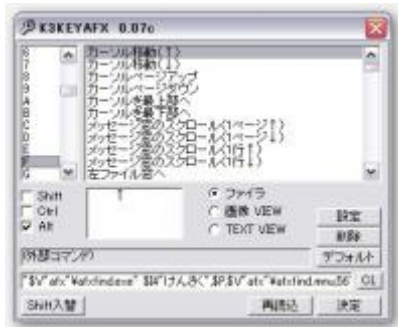 K3KEYAFX 0.07c
6
7
8
9
A
B
C
D
E
F
G
カーソル移動(↑)
カーソル移動(↓)
カーソルページアップ
カーソルページダウン
カーソルを最上部へ
カーソルを最下部へ
メッセージ窓のスクロール(1ページ↑)
メッセージ窓のスクロール(1ページ↓)
メッセージ窓のスクロール(1行↑)
メッセージ窓のスクロール(1行↓)
左ファイル窓へ
Shift
Ctrl
Alt
ファイラ
画像 VIEW
TEXT VIEW
設定
削除
デフォルト
(外部コマンド)
CL
Shift入替
再読込
決定